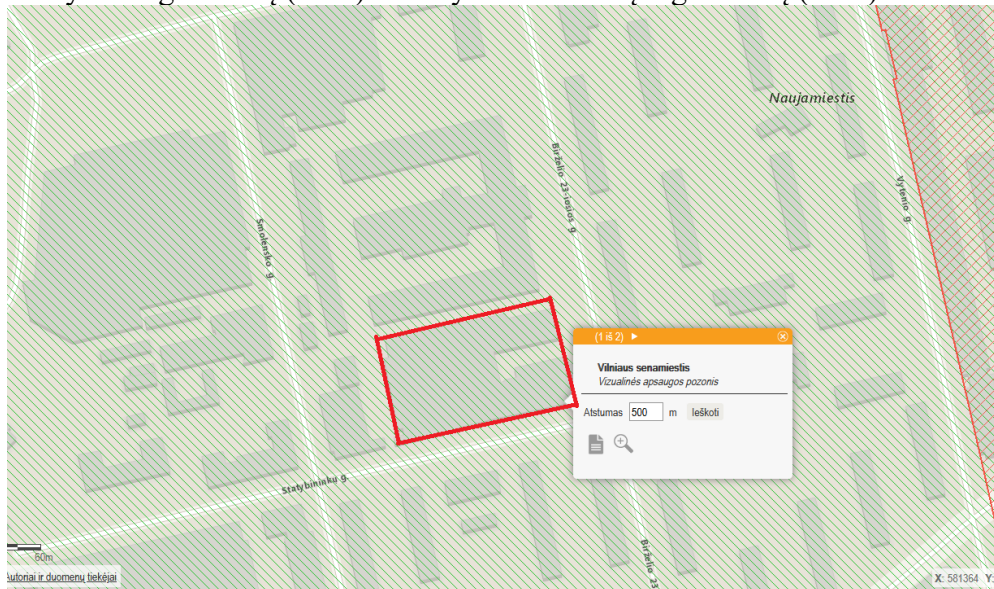 Naujamiestis
Birželio 23-iosios g.
Vytenio g.
Smolensko g.
(1 iš 2)
Vilniaus senamiestis
Vizualinės apsaugos pozonis
Atstumas 500 m Ieškoti
Statybininkų g.
Birželio 23
60m
Autoriai ir duomenų tiekėjai
X: 581364 Y: